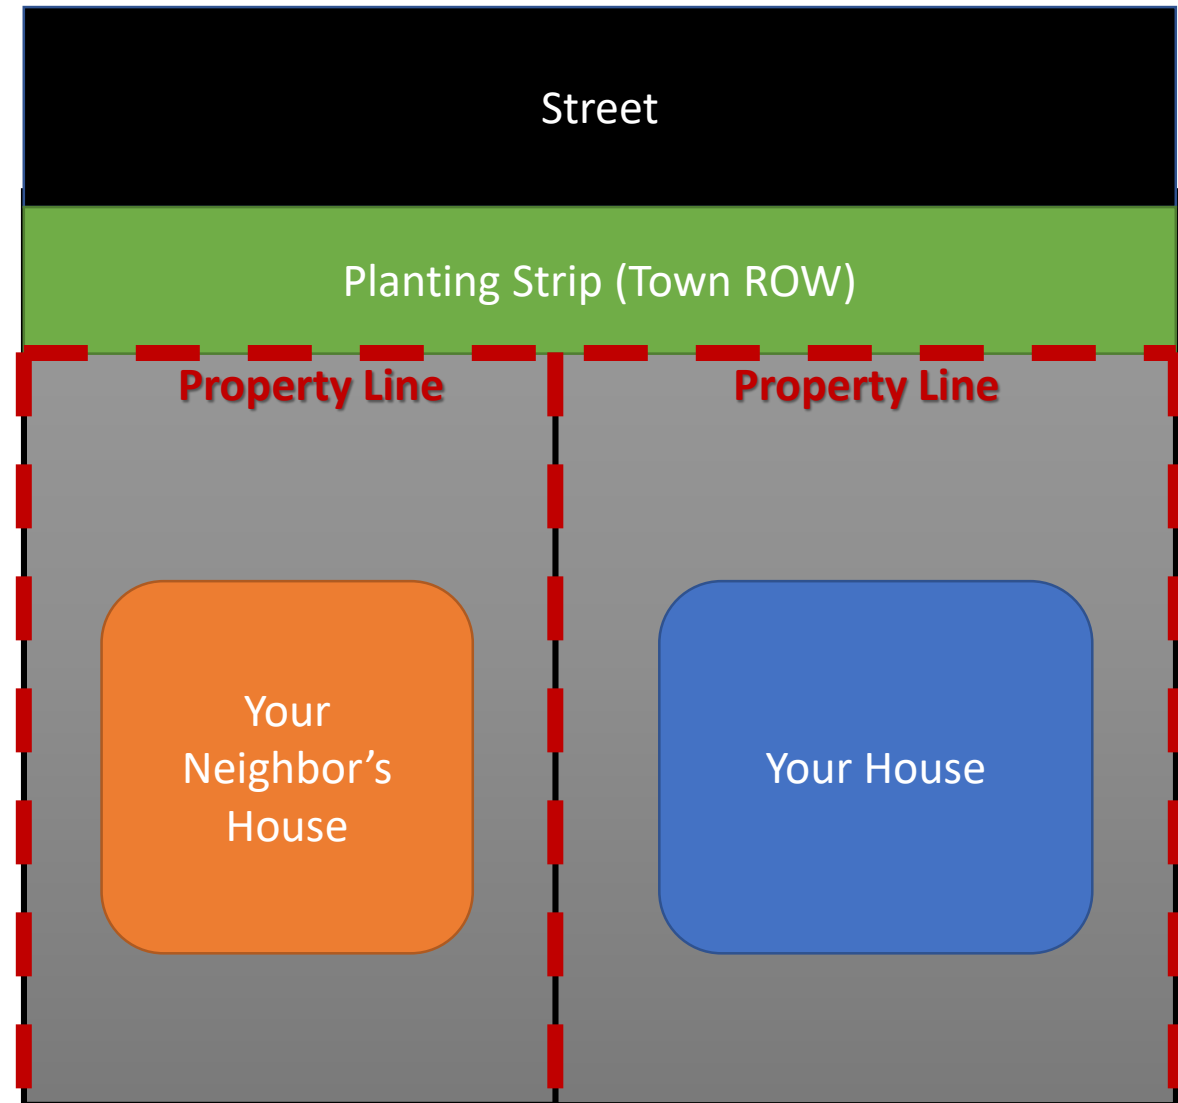 Street
Planting Strip (Town ROW)
Property Line
Property Line
Your
Neighbor’s
House
Your House